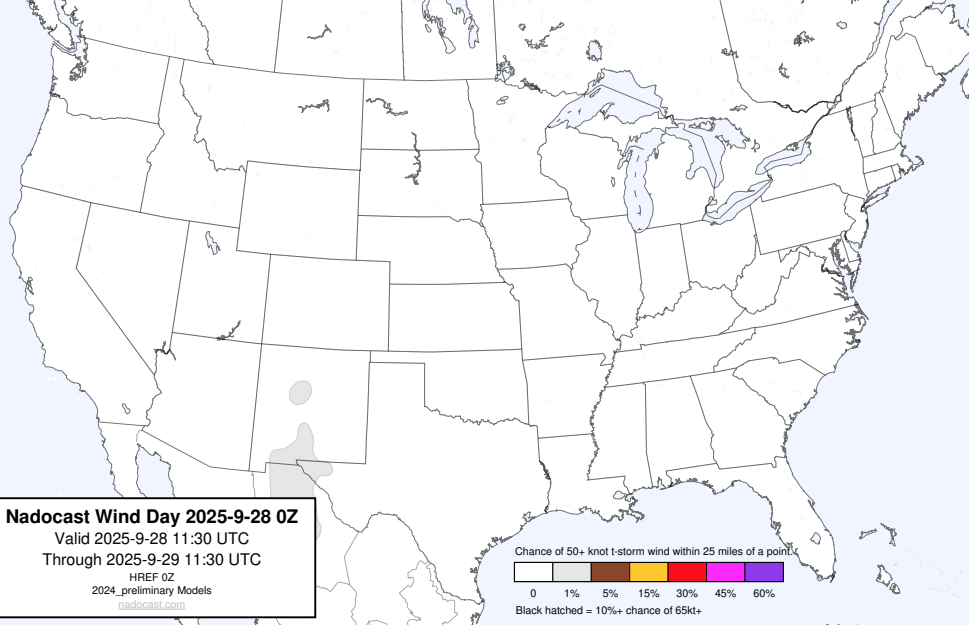 Nadocast Wind Day 2025-9-28 0Z
Valid 2025-9-28 11:30 UTC
Through 2025-9-29 11:30 UTC
HREF 0Z
2024_preliminary Models
nadocast.com
Chance of 50+ knot t-storm wind within 25 miles of a point.
0 1% 5% 15% 30% 45% 60%
Black hatched = 10%+ chance of 65kt+